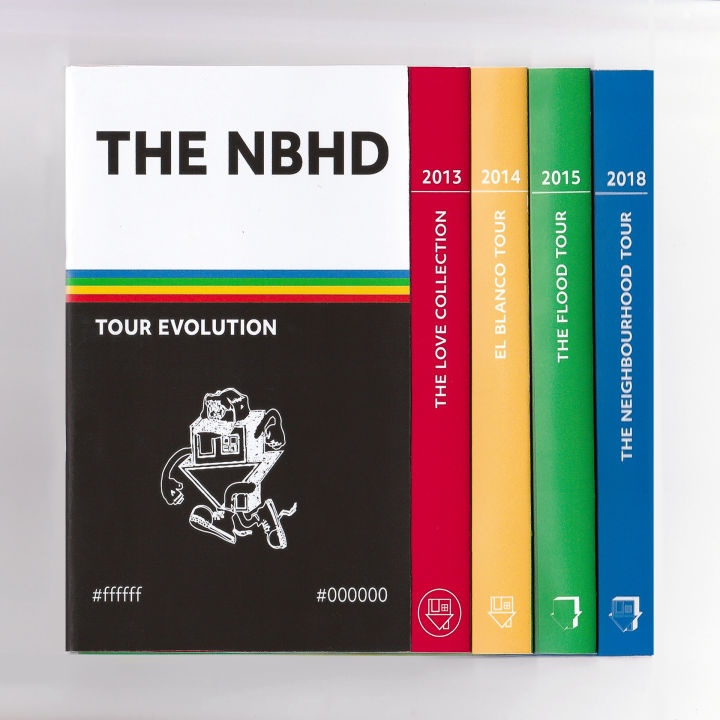 THE NBHD
TOUR EVOLUTION
#ffffff
#000000
2013
THE LOVE COLLECTION
2014
EL BLANCO TOUR
2015
THE FLOOD TOUR
2018
THE NEIGHBOURHOOD TOUR